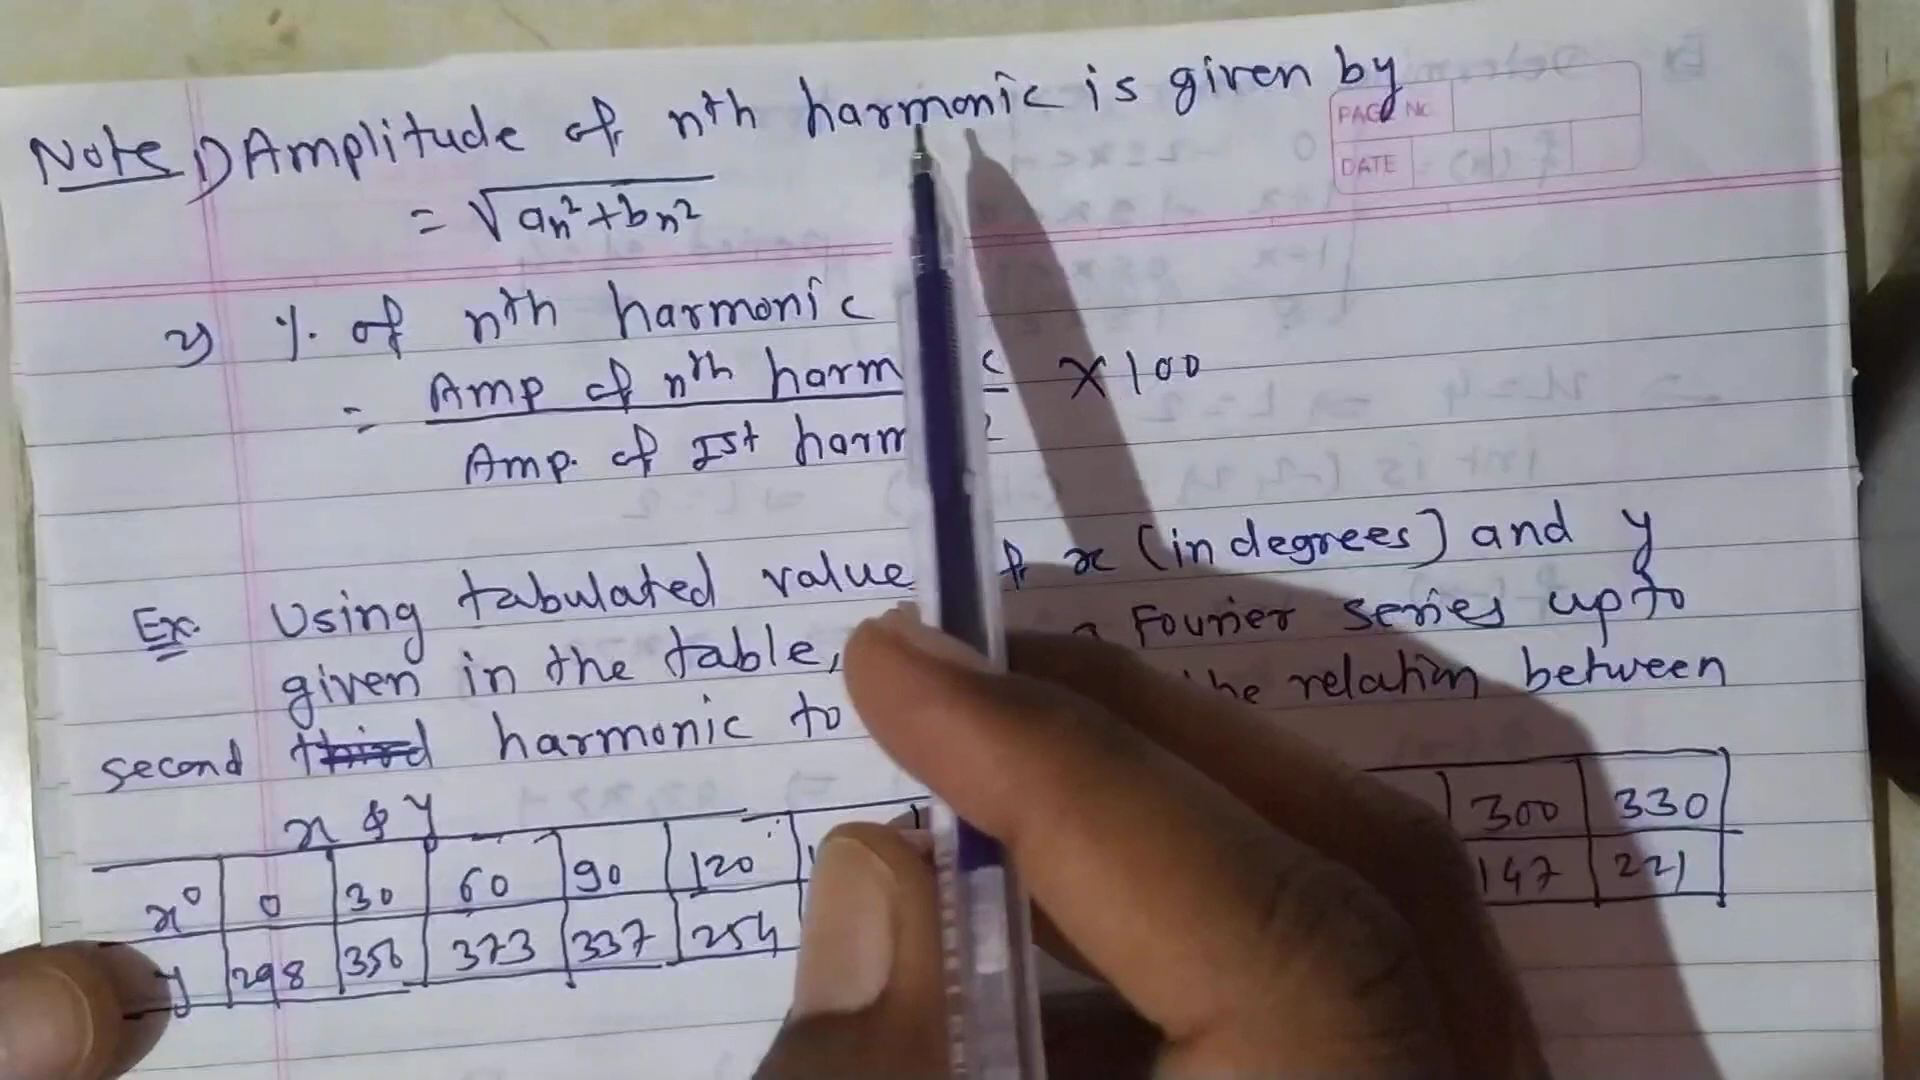 Note 1) Amplitude of nth harmonic is given by
PAGE NO
DATE
= √an²+bn²
2) %. of nth harmonic
= Amp of nth harm c × 100
Amp. of Ist harm
Ex. Using tabulated value x (in degrees) and y
given in the table, Fourier series upto
second third harmonic to the relation between
x & y
x° 0 30 60 90 120 300 330
y 298 356 373 337 254 147 221